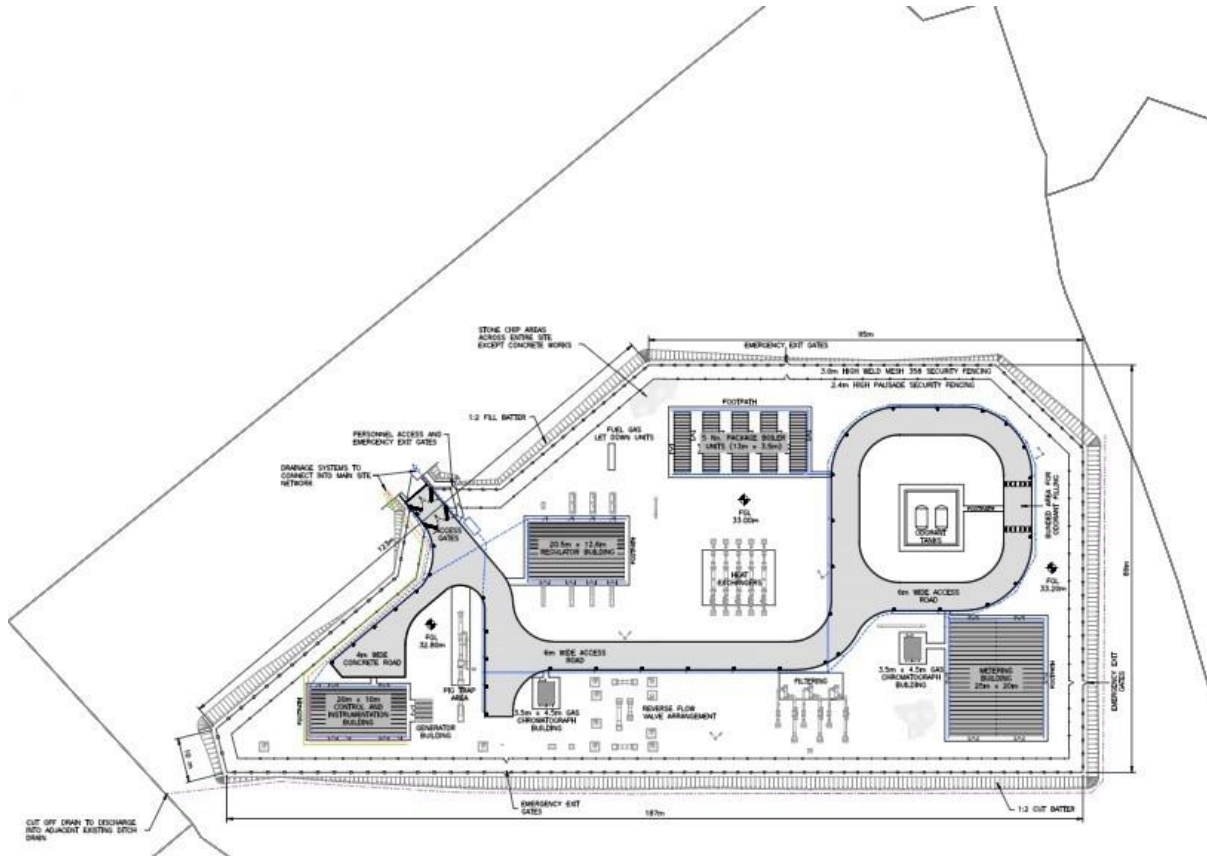 95m
EMERGENCY EXIT GATES
STONE CHIP AREAS
ACROSS ENTIRE SITE
EXCEPT CONCRETE WORKS
3.0m HIGH WELD MESH 358 SECURITY FENCING
2.4m HIGH PALISADE SECURITY FENCING
FOOTPATH
1:2 FILL BATTER
FUEL GAS
LET DOWN UNITS
5 No. PACKAGE BOILER
UNITS (13m x 3.5m)
PERSONNEL ACCESS AND
EMERGENCY EXIT GATES
DRAINAGE SYSTEMS TO
CONNECT INTO MAIN SITE
NETWORK
ACCESS
GATES
FGL
33.00m
FOOTPATH
ODORANT
TANKS
BUNDED AREA FOR
ODORANT FILLING
20.5m x 12.6m
REGULATOR BUILDING
FOOTPATH
HEAT
EXCHANGERS
FGL
33.20m
6m WIDE ACCESS
ROAD
FGL
32.80m
4m WIDE
CONCRETE ROAD
6m WIDE ACCESS
ROAD
PIG TRAP
AREA
3.5m x 4.5m GAS
CHROMATOGRAPH
BUILDING
METERING
BUILDING
25m x 20m
FOOTPATH
EMERGENCY EXIT
GATES
FILTERING
20m x 10m
CONTROL AND
INSTRUMENTATION
BUILDING
FOOTPATH
GENERATOR
BUILDING
3.5m x 4.5m GAS
CHROMATOGRAPH
BUILDING
REVERSE FLOW
VALVE ARRANGEMENT
EMERGENCY EXIT
GATES
1:2 CUT BATTER
187m
CUT OFF DRAIN TO DISCHARGE
INTO ADJACENT EXISTING DITCH
DRAIN